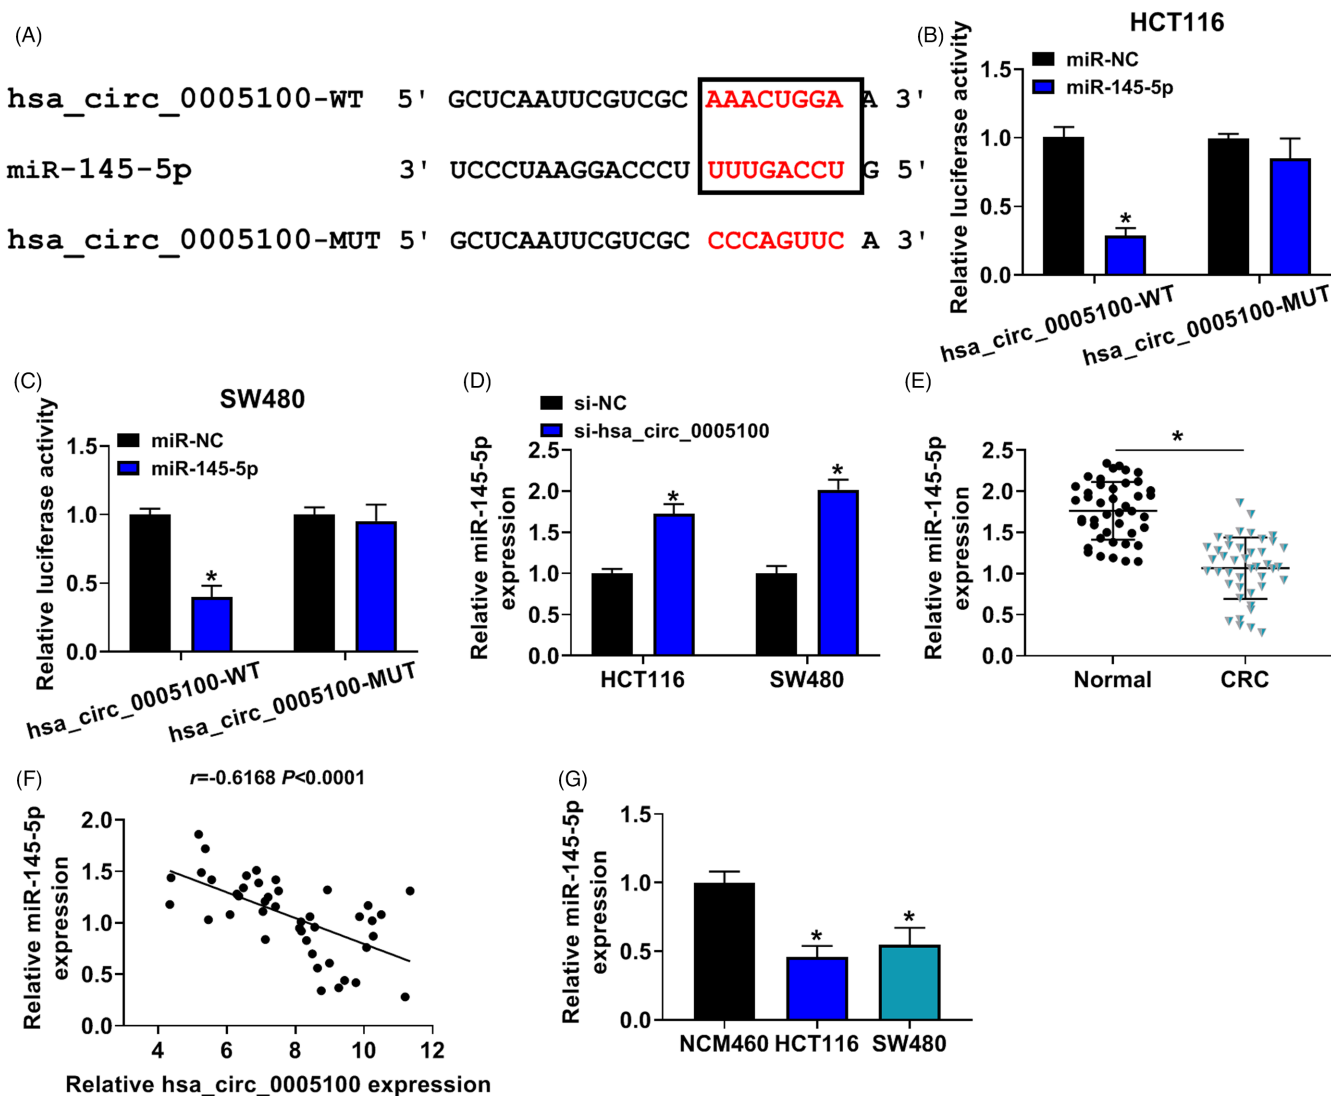 (A)
hsa_circ_0005100-WT 5' GCUCAAUUCGUCGC AAACUGGA A 3'
miR-145-5p 3' UCCCUAAGGACCCU UUUGACCU G 5'
hsa_circ_0005100-MUT 5' GCUCAAUUCGUCGC CCCAGUUC A 3'
(B)
HCT116
miR-NC
miR-145-5p
Relative luciferase activity
1.5
1.0
0.5
0.0
*
hsa_circ_0005100-WT
hsa_circ_0005100-MUT
(C)
SW480
miR-NC
miR-145-5p
Relative luciferase activity
1.5
1.0
0.5
0.0
*
hsa_circ_0005100-WT
hsa_circ_0005100-MUT
(D)
si-NC
si-hsa_circ_0005100
Relative miR-145-5p
expression
2.5
2.0
1.5
1.0
0.5
0.0
* *
HCT116 SW480
(E)
Relative miR-145-5p
expression
2.5
2.0
1.5
1.0
0.5
0.0
*
Normal CRC
(F)
r=-0.6168 P<0.0001
Relative miR-145-5p
expression
2.0
1.5
1.0
0.5
0.0
4 6 8 10 12
Relative hsa_circ_0005100 expression
(G)
Relative miR-145-5p
expression
1.5
1.0
0.5
0.0
* *
NCM460 HCT116 SW480